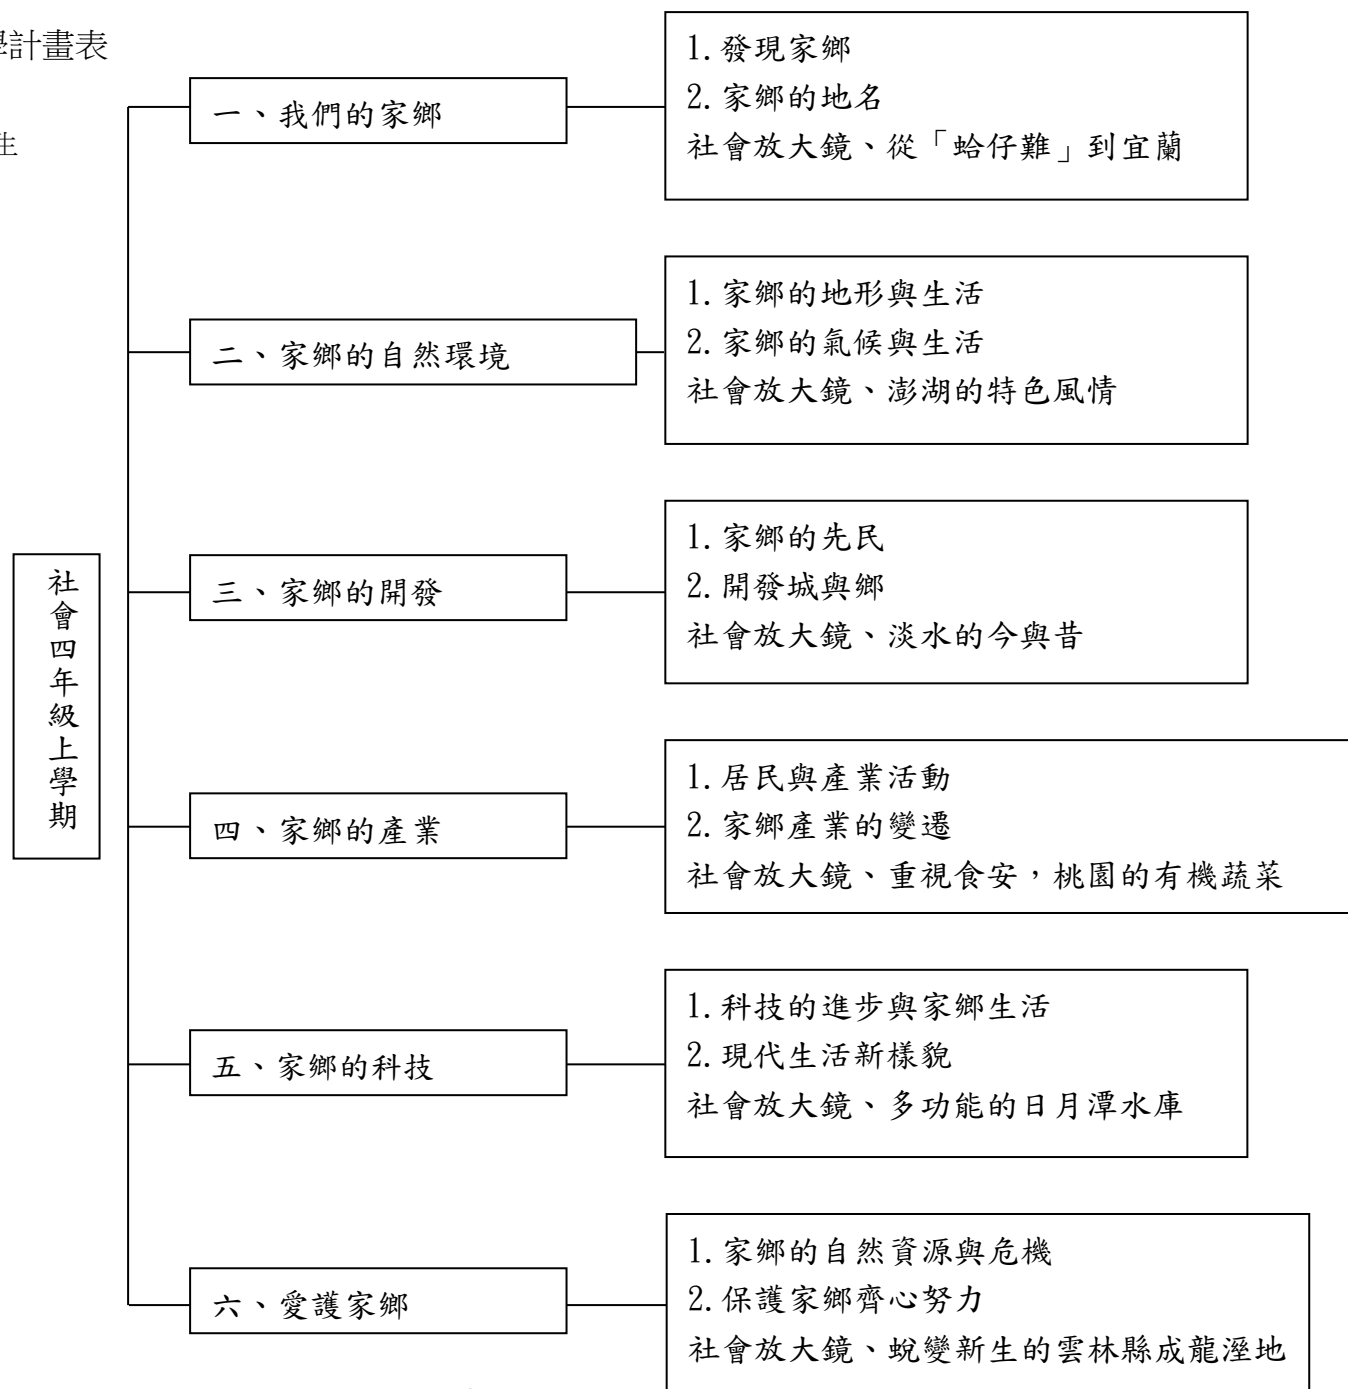 學計畫表
生
社會四年級上學期
一、我們的家鄉
1.發現家鄉
2.家鄉的地名
社會放大鏡、從「蛤仔難」到宜蘭
二、家鄉的自然環境
1.家鄉的地形與生活
2.家鄉的氣候與生活
社會放大鏡、澎湖的特色風情
三、家鄉的開發
1.家鄉的先民
2.開發城與鄉
社會放大鏡、淡水的今與昔
四、家鄉的產業
1.居民與產業活動
2.家鄉產業的變遷
社會放大鏡、重視食安，桃園的有機蔬菜
五、家鄉的科技
1.科技的進步與家鄉生活
2.現代生活新樣貌
社會放大鏡、多功能的日月潭水庫
六、愛護家鄉
1.家鄉的自然資源與危機
2.保護家鄉齊心努力
社會放大鏡、蛻變新生的雲林縣成龍溼地